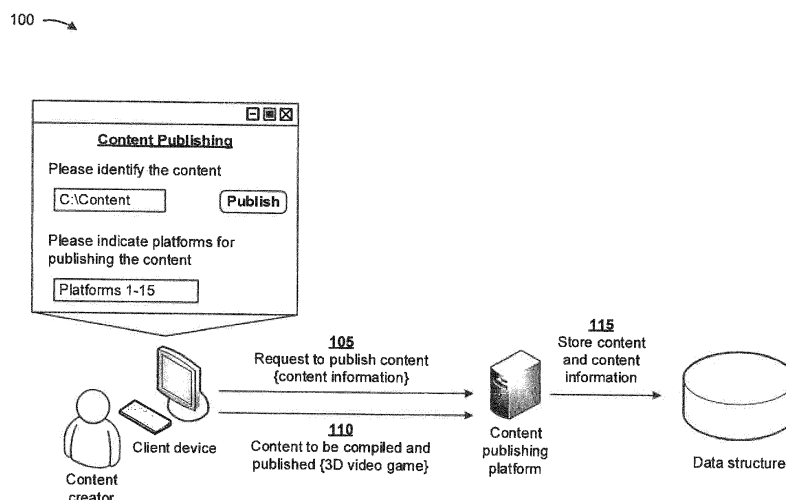 100
Content Publishing
Please identify the content
C:\Content
Publish
Please indicate platforms for
publishing the content
Platforms 1-15
105
Request to publish content
{content information}
110
Content to be compiled and
published {3D video game}
115
Store content
and content
information
Client device
Content
creator
Content
publishing
platform
Data structure